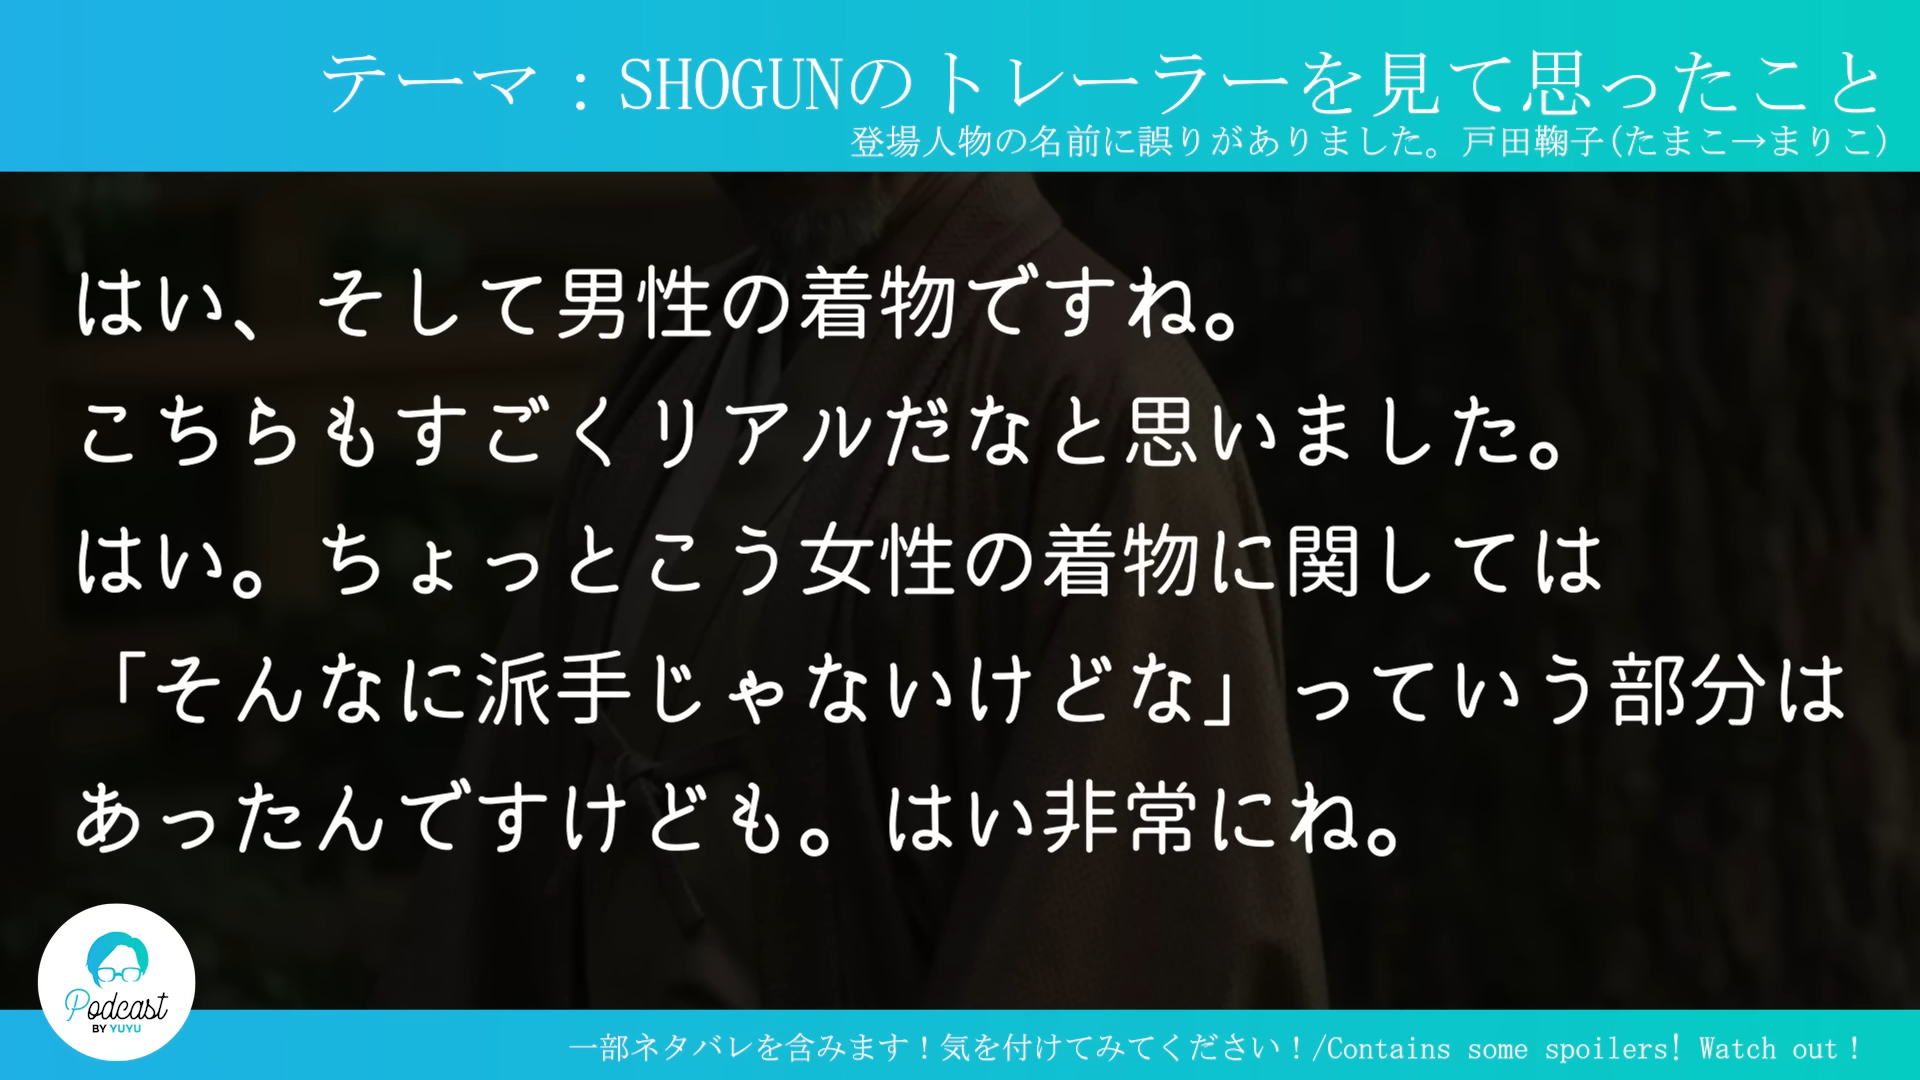 テーマ：SHOGUNのトレーラーを見て思ったこと
登場人物の名前に誤りがありました。戸田鞠子(たまこ→まりこ)
はい、そして男性の着物ですね。
こちらもすごくリアルだなと思いました。
はい。ちょっとこう女性の着物に関しては
「そんなに派手じゃないけどな」っていう部分は
あったんですけども。はい非常にね。
Podcast
BY YUYU
一部ネタバレを含みます！気を付けてみてください！/Contains some spoilers! Watch out！